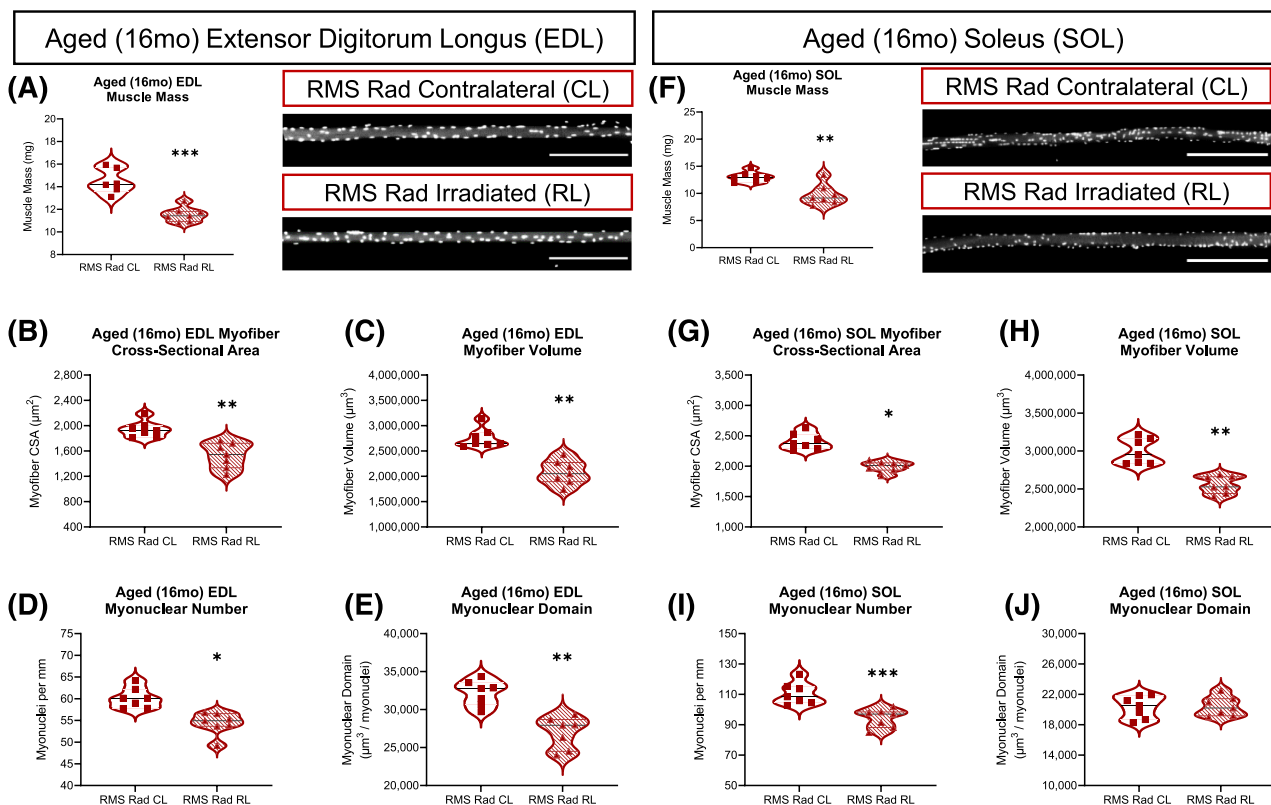 Aged (16mo) Extensor Digitorum Longus (EDL)
Aged (16mo) Soleus (SOL)
(A)
Aged (16mo) EDL
Muscle Mass
Muscle Mass (mg)
20
18
16
14
12
10
8
***
RMS Rad CL
RMS Rad RL
RMS Rad Contralateral (CL)
RMS Rad Irradiated (RL)
(F)
Aged (16mo) SOL
Muscle Mass
Muscle Mass (mg)
25
20
15
10
5
0
**
RMS Rad CL
RMS Rad RL
RMS Rad Contralateral (CL)
RMS Rad Irradiated (RL)
(B)
Aged (16mo) EDL Myofiber
Cross-Sectional Area
Myofiber CSA (µm²)
2,800
2,400
2,000
1,600
1,200
800
400
**
RMS Rad CL
RMS Rad RL
(C)
Aged (16mo) EDL
Myofiber Volume
Myofiber Volume (µm³)
4,000,000
3,500,000
3,000,000
2,500,000
2,000,000
1,500,000
1,000,000
**
RMS Rad CL
RMS Rad RL
(G)
Aged (16mo) SOL Myofiber
Cross-Sectional Area
Myofiber CSA (µm²)
3,500
3,000
2,500
2,000
1,500
1,000
*
RMS Rad CL
RMS Rad RL
(H)
Aged (16mo) SOL
Myofiber Volume
Myofiber Volume (µm³)
4,000,000
3,500,000
3,000,000
2,500,000
2,000,000
**
RMS Rad CL
RMS Rad RL
(D)
Aged (16mo) EDL
Myonuclear Number
Myonuclei per mm
75
70
65
60
55
50
45
40
*
RMS Rad CL
RMS Rad RL
(E)
Aged (16mo) EDL
Myonuclear Domain
Myonuclear Domain
(µm³ / myonuclei)
40,000
35,000
30,000
25,000
20,000
**
RMS Rad CL
RMS Rad RL
(I)
Aged (16mo) SOL
Myonuclear Number
Myonuclei per mm
150
130
110
90
70
50
***
RMS Rad CL
RMS Rad RL
(J)
Aged (16mo) SOL
Myonuclear Domain
Myonuclear Domain
(µm³ / myonuclei)
30,000
26,000
22,000
18,000
14,000
10,000
RMS Rad CL
RMS Rad RL